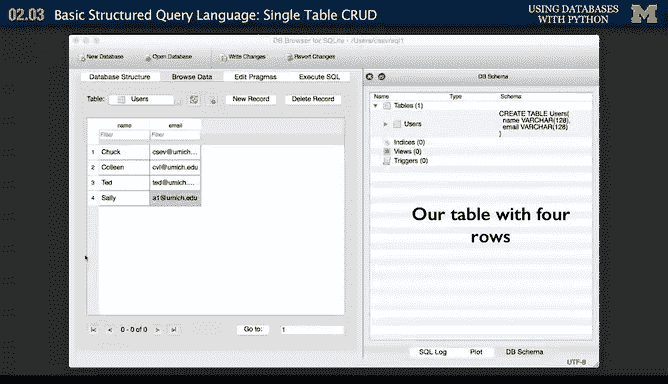 02.03 Basic Structured Query Language: Single Table CRUD
USING DATABASES
WITH PYTHON
M
DB Browser for SQLite - /Users/csev/sql1
New Database Open Database Write Changes Revert Changes
Database Structure Browse Data Edit Pragmas Execute SQL
Table: Users New Record Delete Record
name email
Filter Filter
1 Chuck csev@umich....
2 Colleen cvl@umich.edu
3 Ted ted@umich....
4 Sally a1@umich.edu
0 - 0 of 0 Go to: 1
DB Schema
Name Type Schema
Tables (1)
Users CREATE TABLE Users(
name VARCHAR(128),
email VARCHAR(128)
)
Indices (0)
Views (0)
Triggers (0)
Our table with four
rows
SQL Log Plot DB Schema
UTF-8